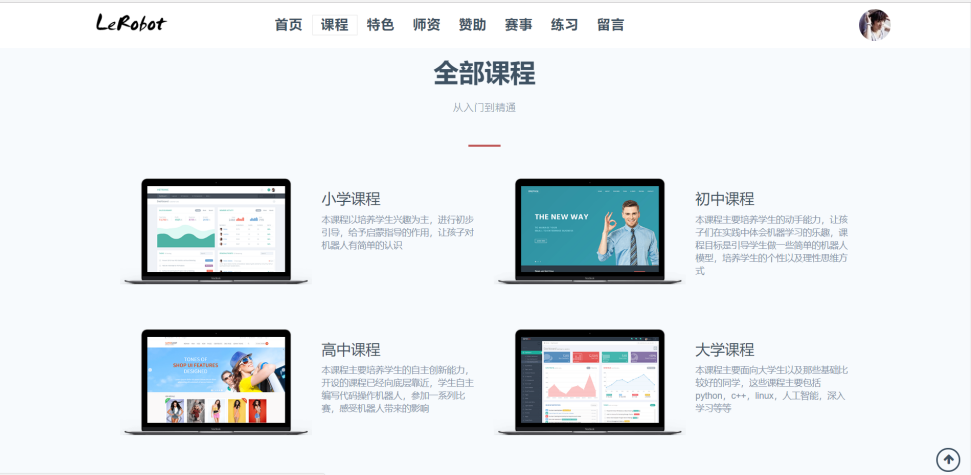 LeRobot
首页 课程 特色 师资 赞助 赛事 练习 留言
全部课程
从入门到精通
小学课程
本课程以培养学生兴趣为主，进行初步
引导，给予启蒙指导的作用，让孩子对
机器人有简单的认识
THE NEW WAY
初中课程
本课程主要培养学生的动手能力，让孩
子们在实践中体会机器学习的乐趣，课
程目标是引导学生做一些简单的机器人
模型，培养学生的个性以及理性思维方
式
TONES OF
SHOP UI FEATURES
DESIGNED
高中课程
本课程主要培养学生的自主创新能力，
开设的课程已经向底层靠近，学生自主
编写代码操作机器人，参加一系列比
赛，感受机器人带来的影响
大学课程
本课程主要面向大学生以及那些基础比
较好的同学，这些课程主要包括
python，c++，linux，人工智能，深入
学习等等